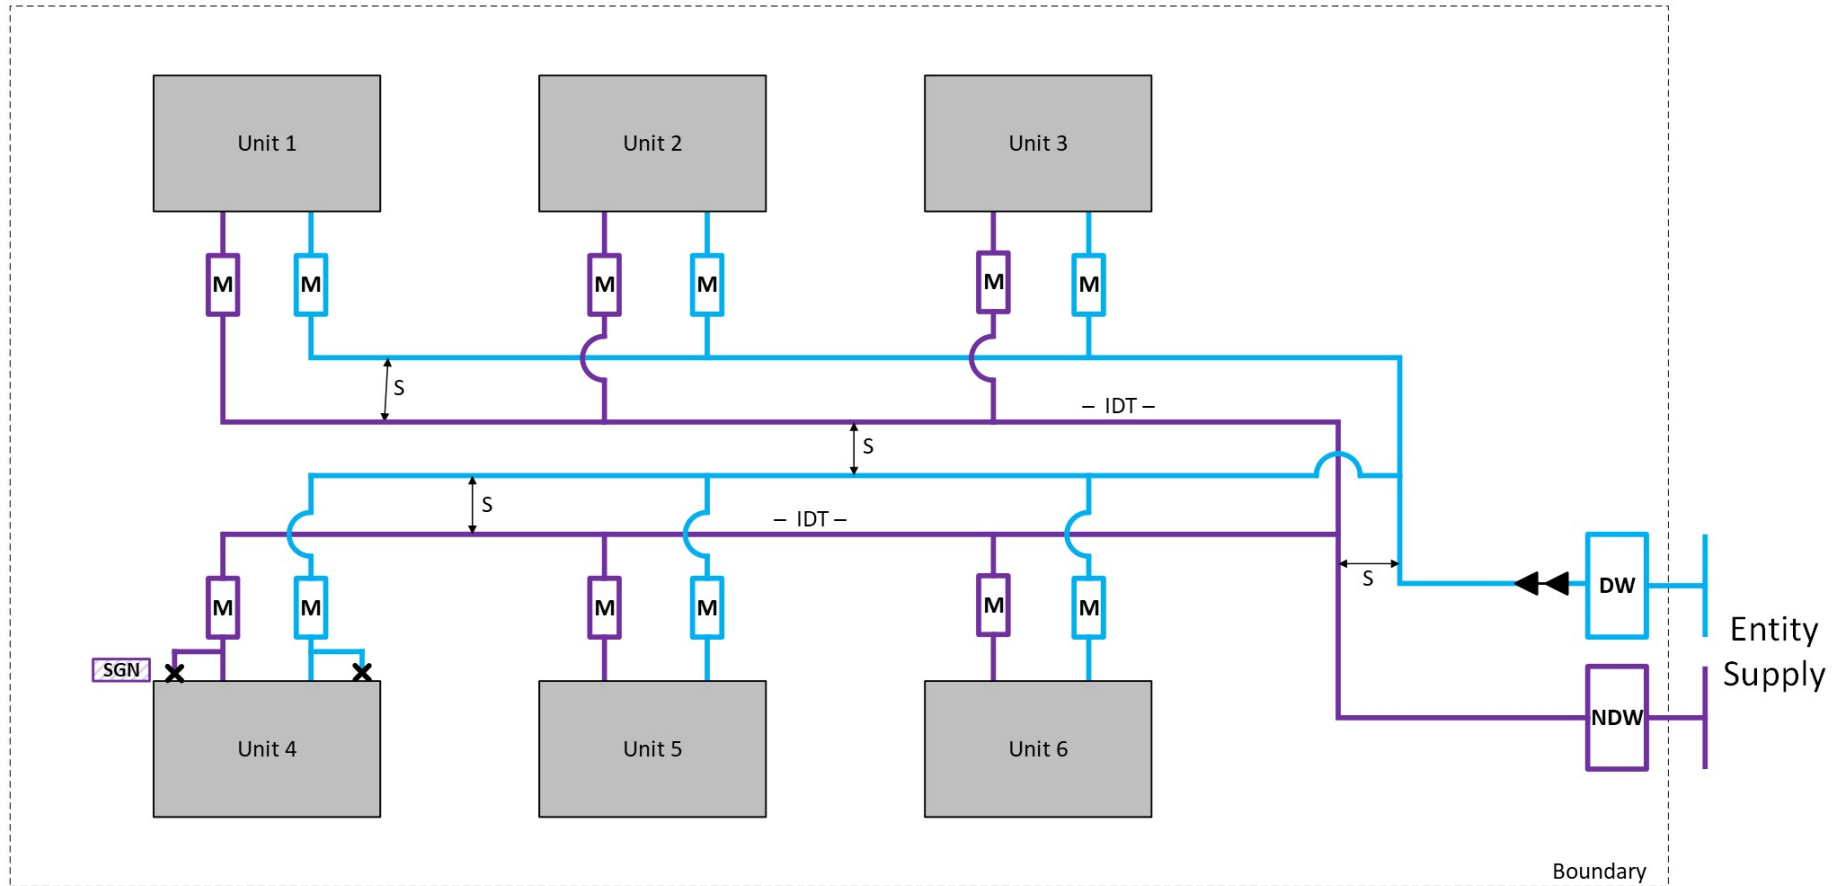 Unit 1
Unit 2
Unit 3
M
M
M
M
M
M
S
– IDT –
S
S
– IDT –
S
DW
Entity
Supply
NDW
M
M
M
M
M
M
SGN
Unit 4
Unit 5
Unit 6
Boundary